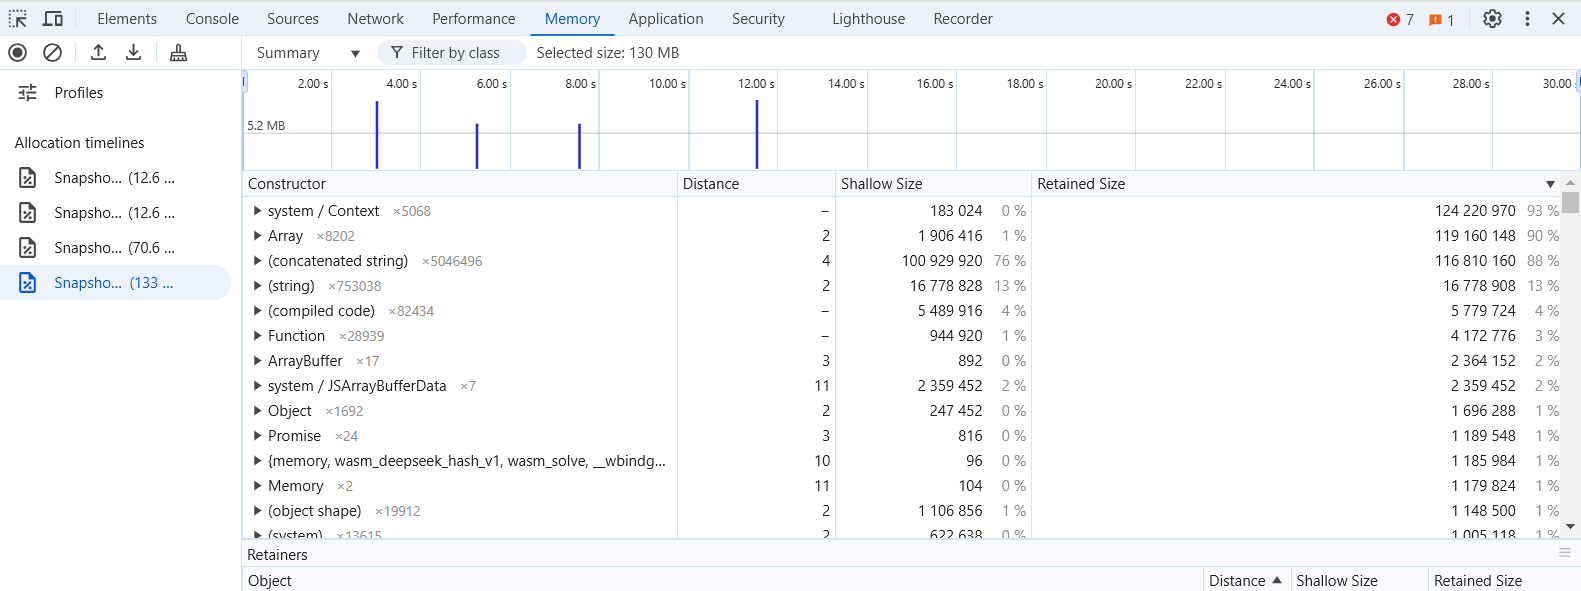 Elements Console Sources Network Performance Memory Application Security Lighthouse Recorder 7 1
Summary Filter by class Selected size: 130 MB
Profiles
Allocation timelines
Snapsho... (12.6 ...
Snapsho... (12.6 ...
Snapsho... (70.6 ...
Snapsho... (133 ...
2.00 s 4.00 s 6.00 s 8.00 s 10.00 s 12.00 s 14.00 s 16.00 s 18.00 s 20.00 s 22.00 s 24.00 s 26.00 s 28.00 s 30.00
5.2 MB
Constructor Distance Shallow Size Retained Size
system / Context ×5068 – 183 024 0 % 124 220 970 93 %
Array ×8202 2 1 906 416 1 % 119 160 148 90 %
(concatenated string) ×5046496 4 100 929 920 76 % 116 810 160 88 %
(string) ×753038 2 16 778 828 13 % 16 778 908 13 %
(compiled code) ×82434 – 5 489 916 4 % 5 779 724 4 %
Function ×28939 – 944 920 1 % 4 172 776 3 %
ArrayBuffer ×17 3 892 0 % 2 364 152 2 %
system / JSArrayBufferData ×7 11 2 359 452 2 % 2 359 452 2 %
Object ×1692 2 247 452 0 % 1 696 288 1 %
Promise ×24 3 816 0 % 1 189 548 1 %
{memory, wasm_deepseek_hash_v1, wasm_solve, __wbindg... 10 96 0 % 1 185 984 1 %
Memory ×2 11 104 0 % 1 179 824 1 %
(object shape) ×19912 2 1 106 856 1 % 1 148 500 1 %
(system) ×13615 2 622 638 0 % 1 005 118 1 %
Retainers
Object Distance Shallow Size Retained Size